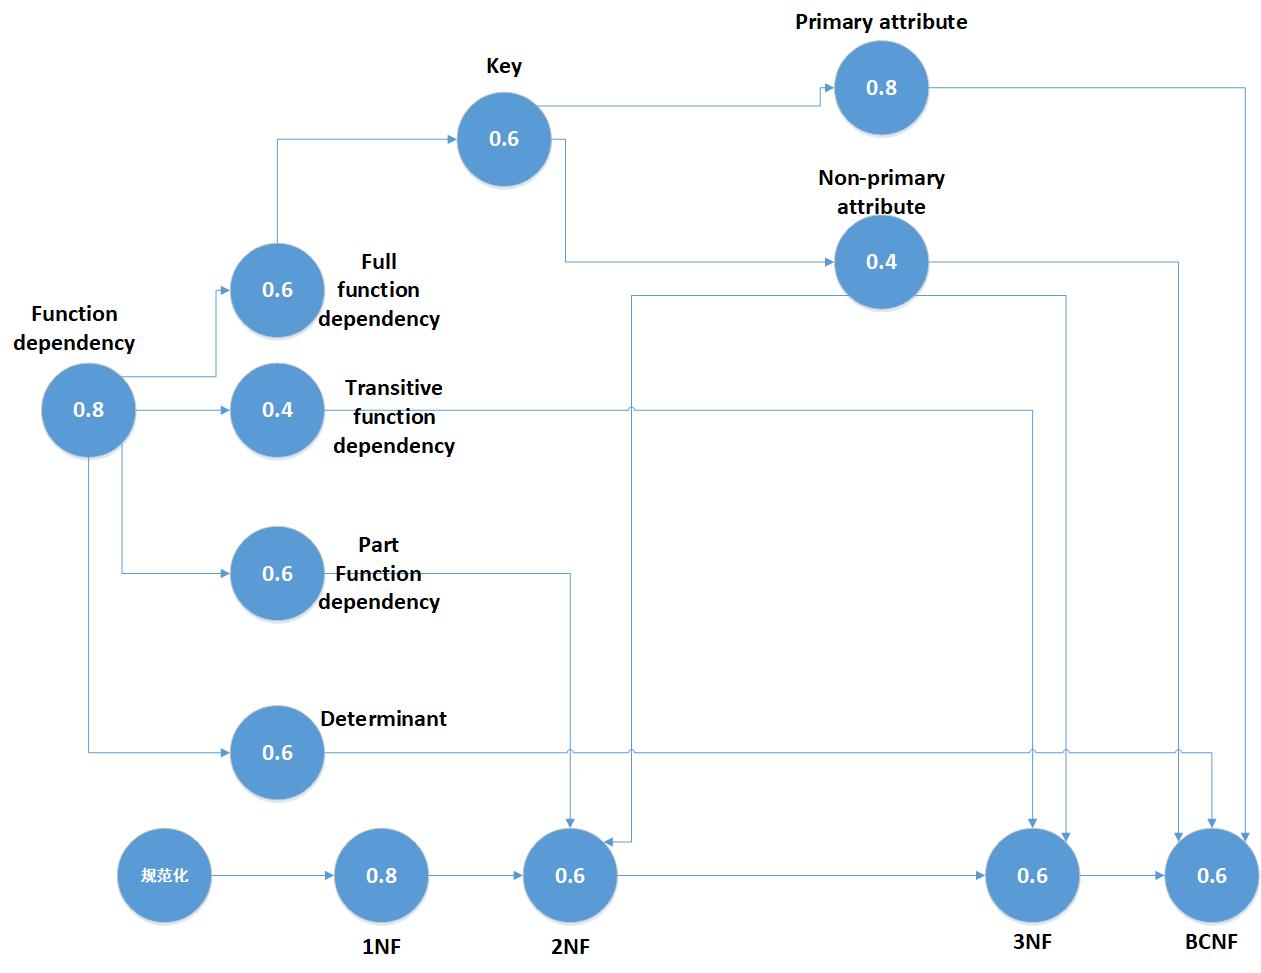 Primary attribute
0.8
Key
0.6
Non-primary
attribute
0.4
Full
function
dependency
0.6
Function
dependency
0.8
Transitive
function
dependency
0.4
Part
Function
dependency
0.6
Determinant
0.6
规范化
0.8
0.6
0.6
0.6
1NF
2NF
3NF
BCNF